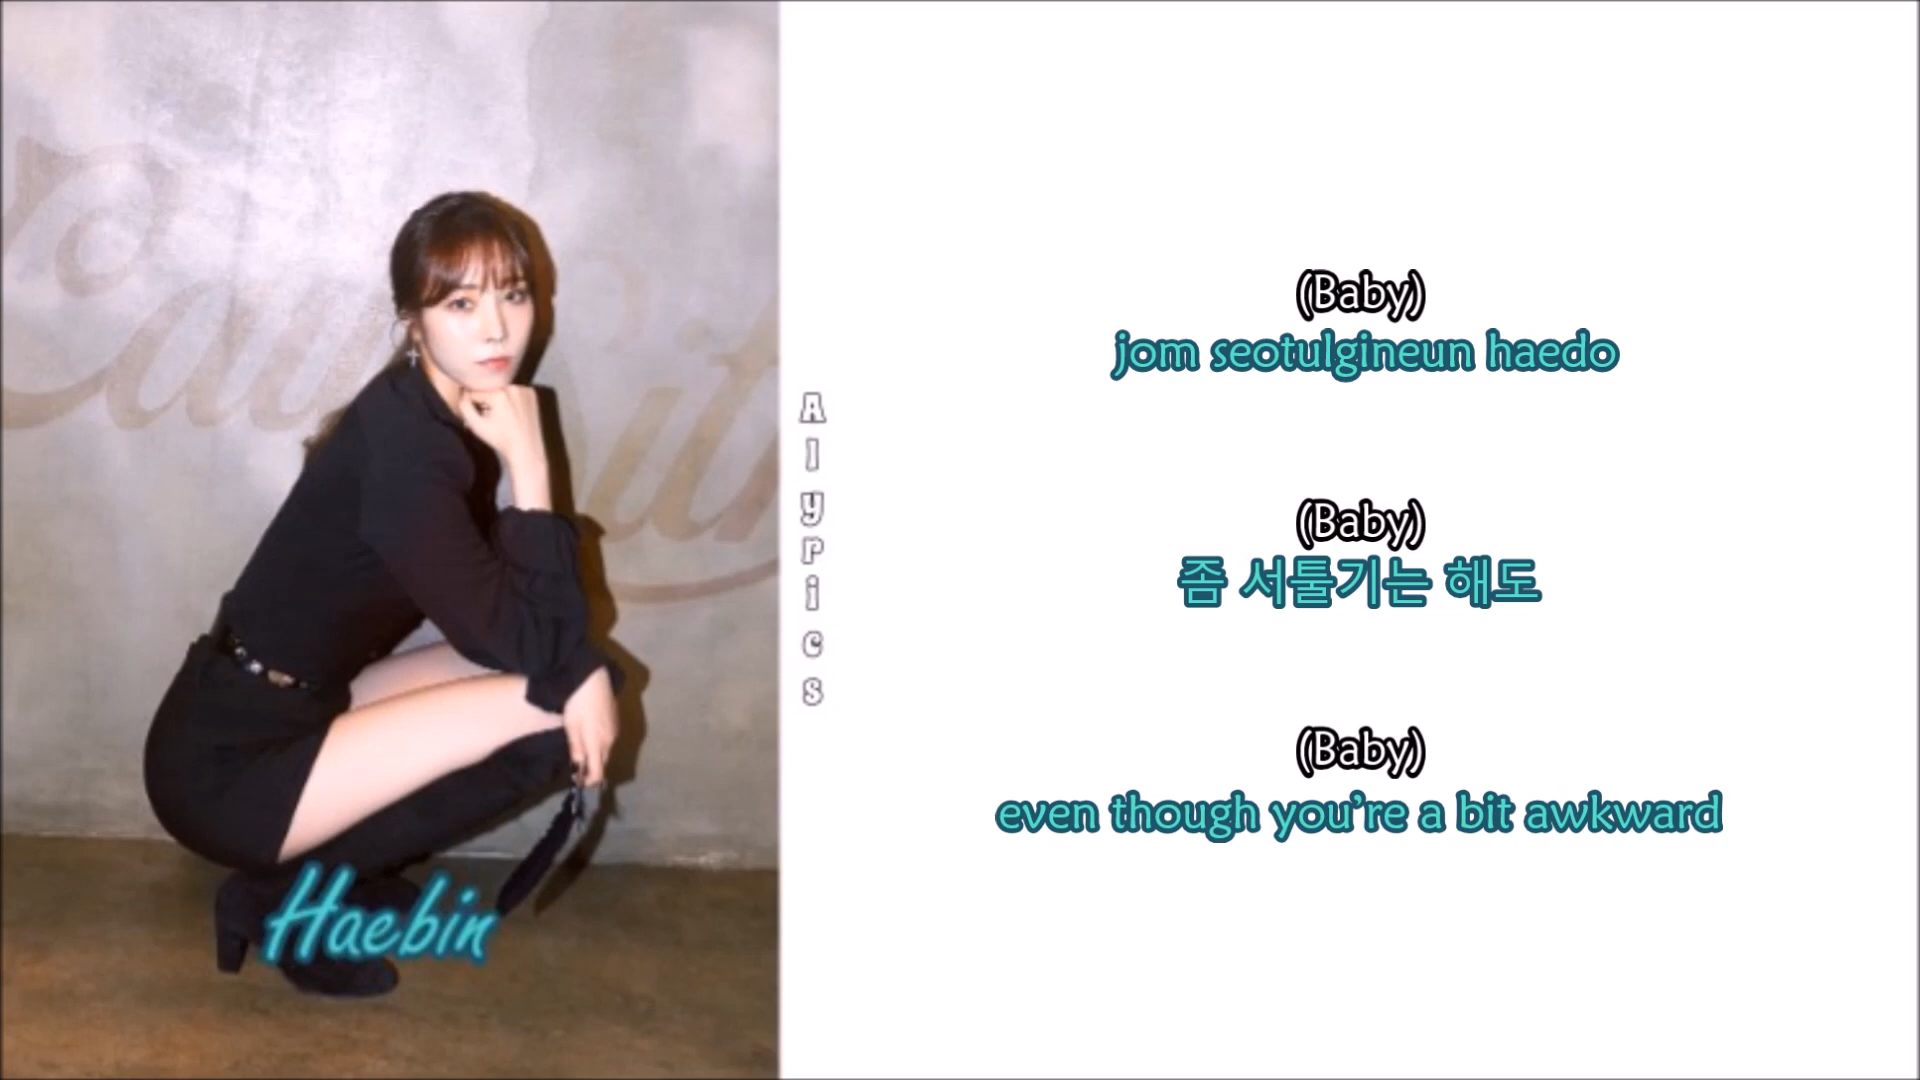 Haebin
Alyrics
(Baby)
jom seotulgineun haedo
(Baby)
좀 서툴기는 해도
(Baby)
even though you're a bit awkward